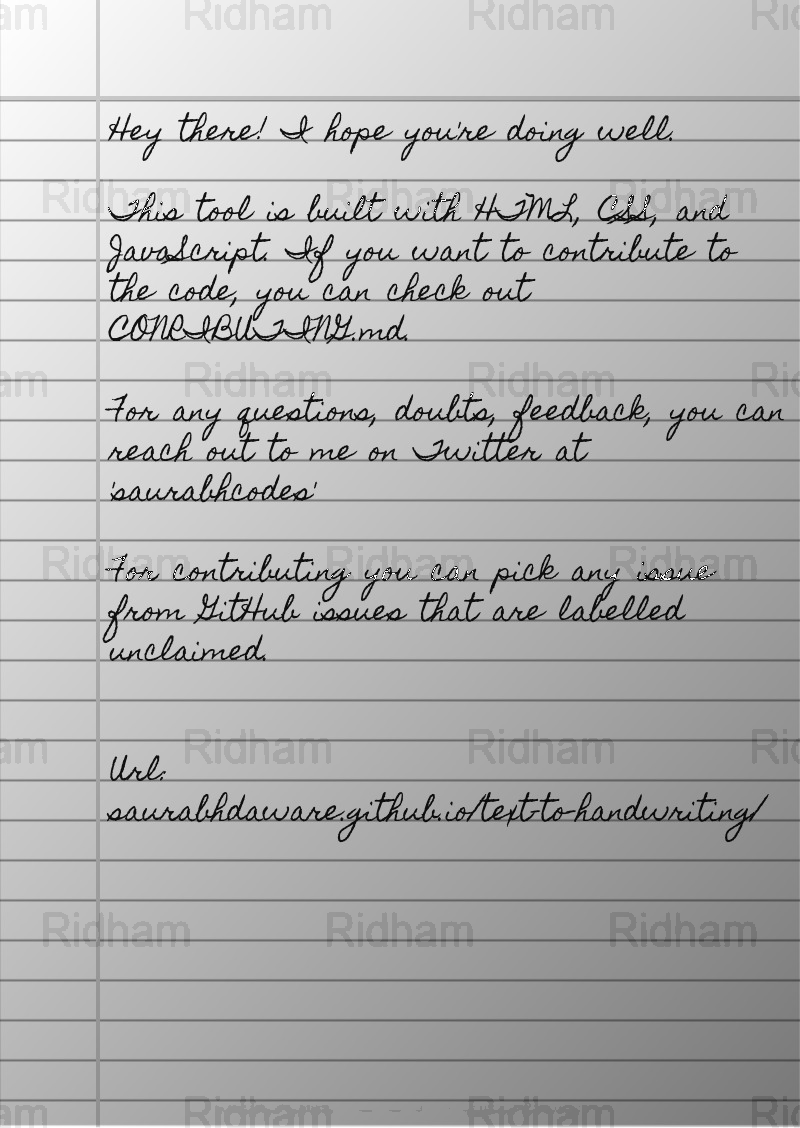 Ridham Ridham
Hey there! I hope you're doing well.
Ridham Ridham Ridham
This tool is built with HTML, CSS, and
JavaScript. If you want to contribute to
the code, you can check out
CONRIBUTING.md.
Ridham Ridham
For any questions, doubts, feedback, you can
reach out to me on Twitter at
'saurabhcodes'
Ridham Ridham Ridham
For contributing you can pick any issue
from GitHub issues that are labelled
unclaimed.
Ridham Ridham
Url:
saurabhdaware.github.io/text-to-handwriting/
Ridham Ridham Ridham
Ridham Ridham